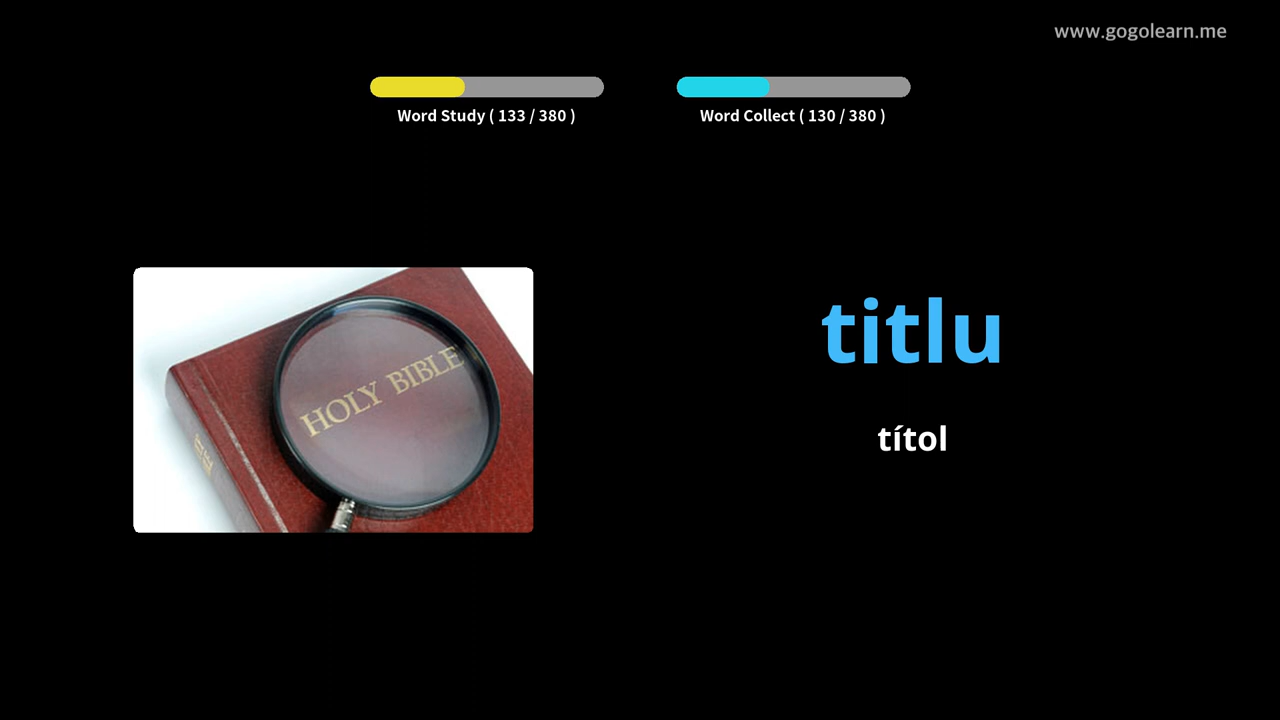 www.gogolearn.me
Word Study ( 133 / 380 )
Word Collect ( 130 / 380 )
HOLY BIBLE
titlu
títol